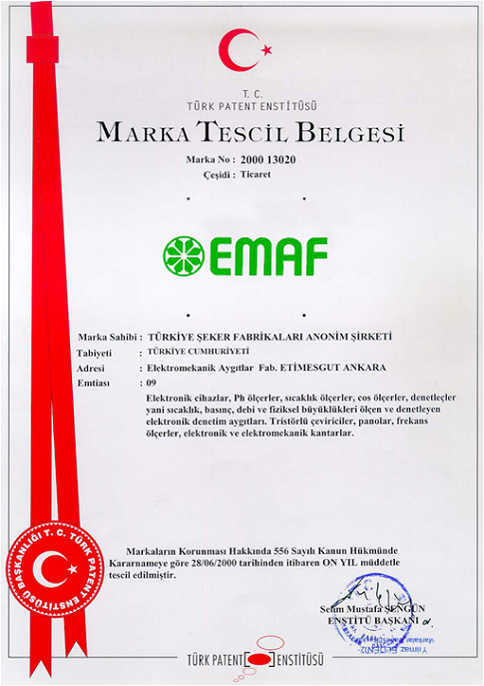 T. C.
TÜRK PATENT ENSTİTÜSÜ
MARKA TESCİL BELGESİ
Marka No : 2000 13020
Çeşidi : Ticaret
EMAF
Marka Sahibi : TÜRKİYE ŞEKER FABRİKALARI ANONİM ŞİRKETİ
Tabiyeti : TÜRKİYE CUMHURİYETİ
Adresi : Elektromekanik Aygıtlar Fab. ETİMESGUT ANKARA
Emtiası : 09
Elektronik cihazlar, Ph ölçerler, sıcaklık ölçerler, cos ölçerler, denetleçler
yani sıcaklık, basınç, debi ve fiziksel büyüklükleri ölçen ve denetleyen
elektronik denetim aygıtları. Tristörlü çeviriciler, panolar, frekans
ölçerler, elektronik ve elektromekanik kantarlar.
T. C. TÜRK PATENT ENSTİTÜSÜ BAŞKANLIĞI
Markaların Korunması Hakkında 556 Sayılı Kanun Hükmünde
Kararnameye göre 28/06/2000 tarihinden itibaren ON YIL müddetle
tescil edilmiştir.
Selim Mustafa ŞENGÜN
ENSTİTÜ BAŞKANI
TÜRK PATENT ENSTİTÜSÜ